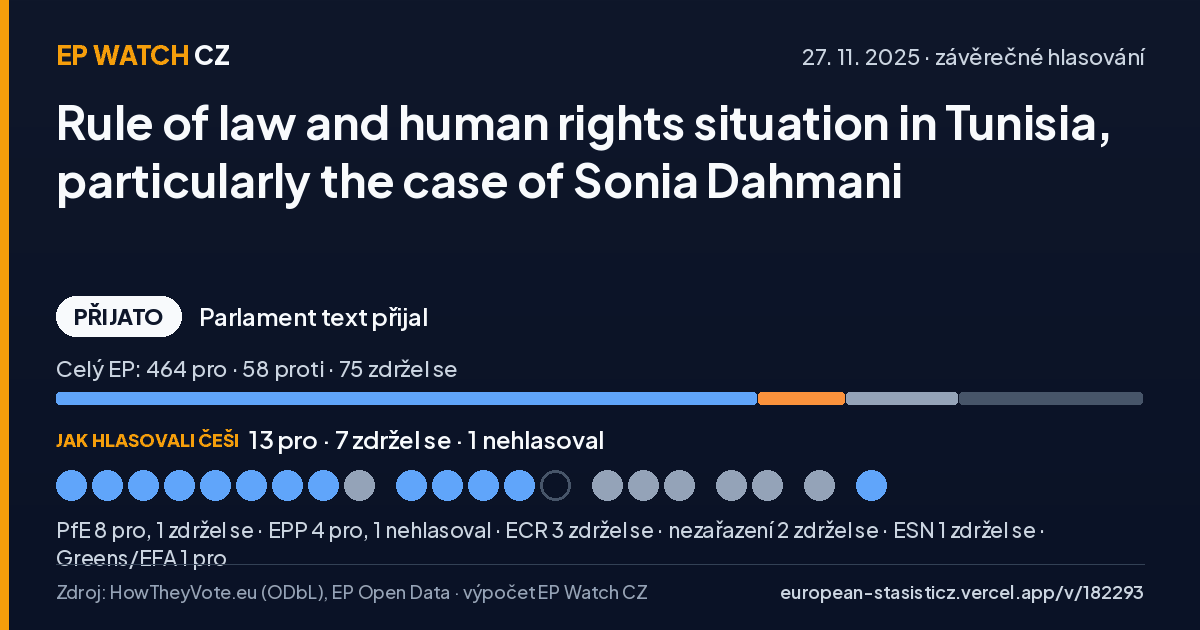 EP WATCH CZ
27. 11. 2025 · závěrečné hlasování
Rule of law and human rights situation in Tunisia,
particularly the case of Sonia Dahmani
PŘIJATO Parlament text přijal
Celý EP: 464 pro · 58 proti · 75 zdržel se
JAK HLASOVALI ČEŠI 13 pro · 7 zdržel se · 1 nehlasoval
PfE 8 pro, 1 zdržel se · EPP 4 pro, 1 nehlasoval · ECR 3 zdržel se · nezařazení 2 zdržel se · ESN 1 zdržel se ·
Greens/EFA 1 pro
Zdroj: HowTheyVote.eu (ODbL), EP Open Data · výpočet EP Watch CZ
european-stasisticz.vercel.app/v/182293